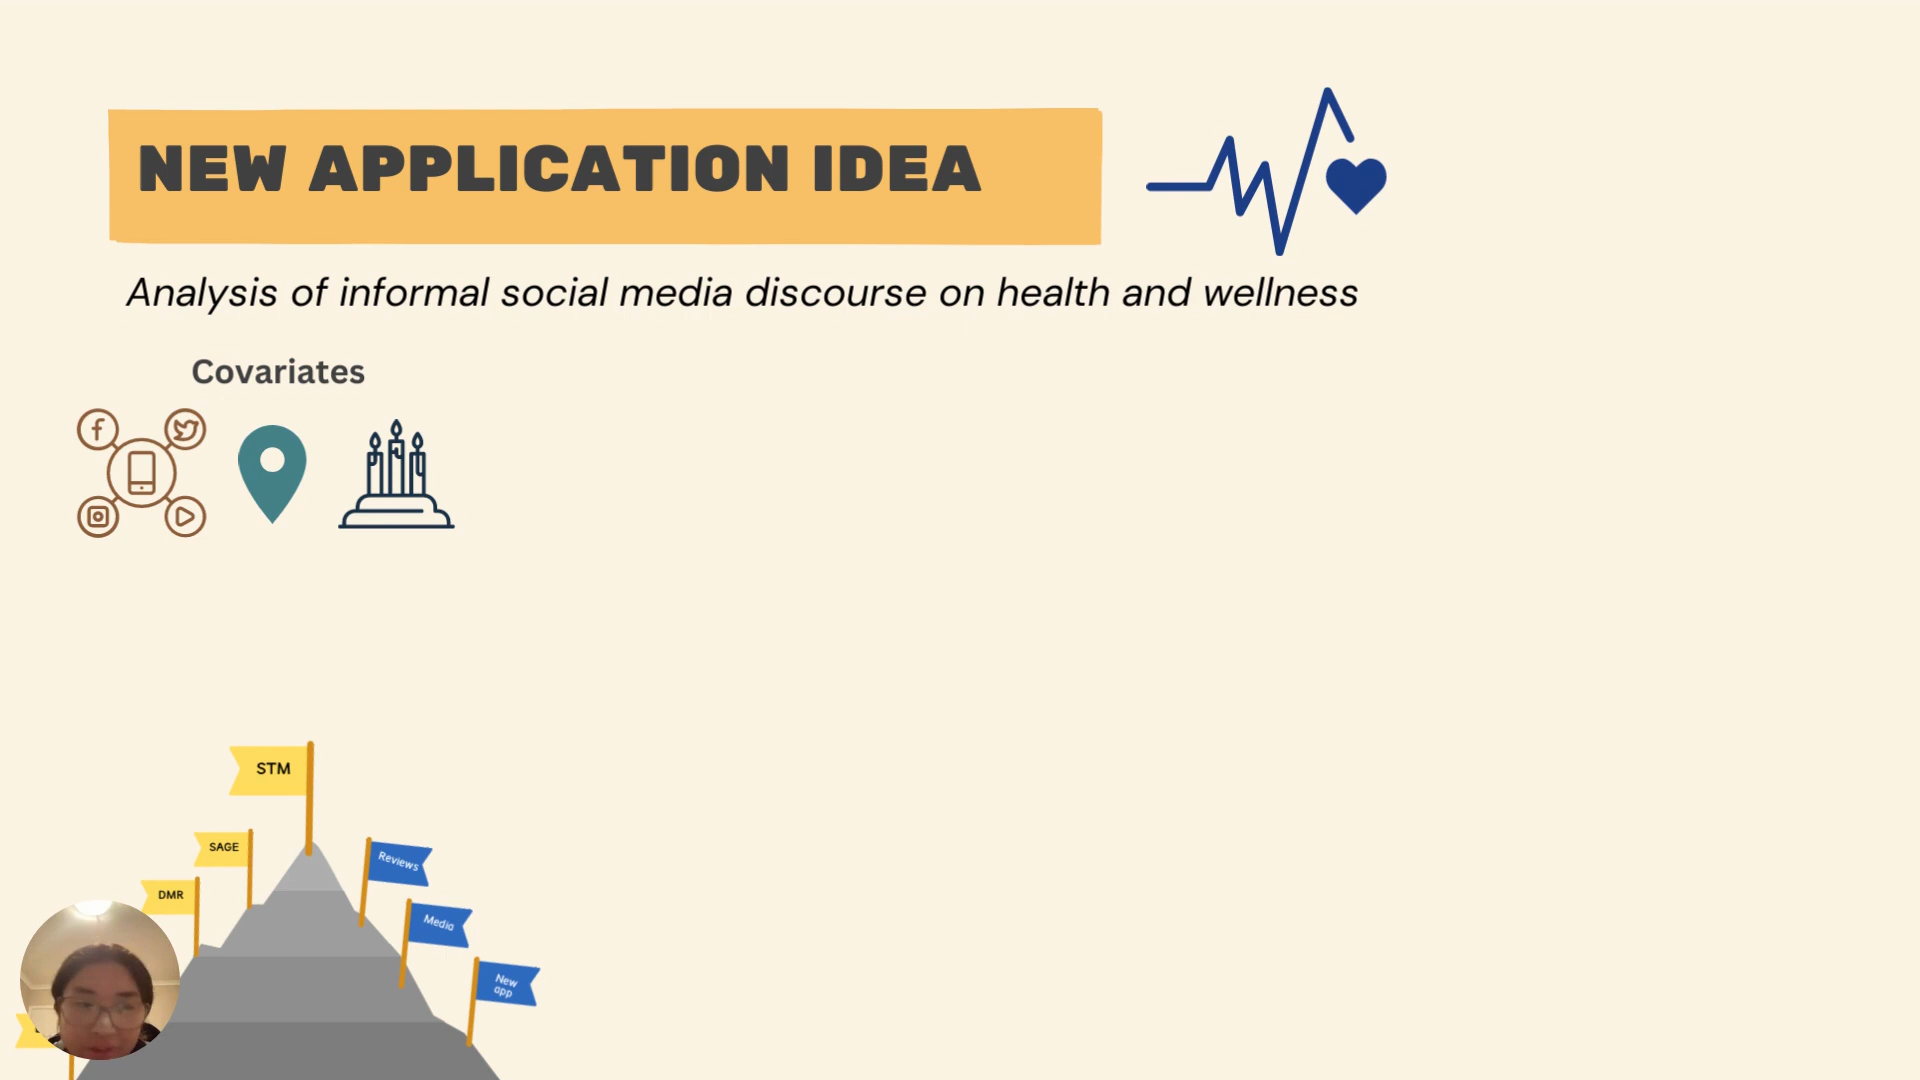 NEW APPLICATION IDEA
Analysis of informal social media discourse on health and wellness
Covariates
STM
SAGE
DMR
Reviews
Media
New
app